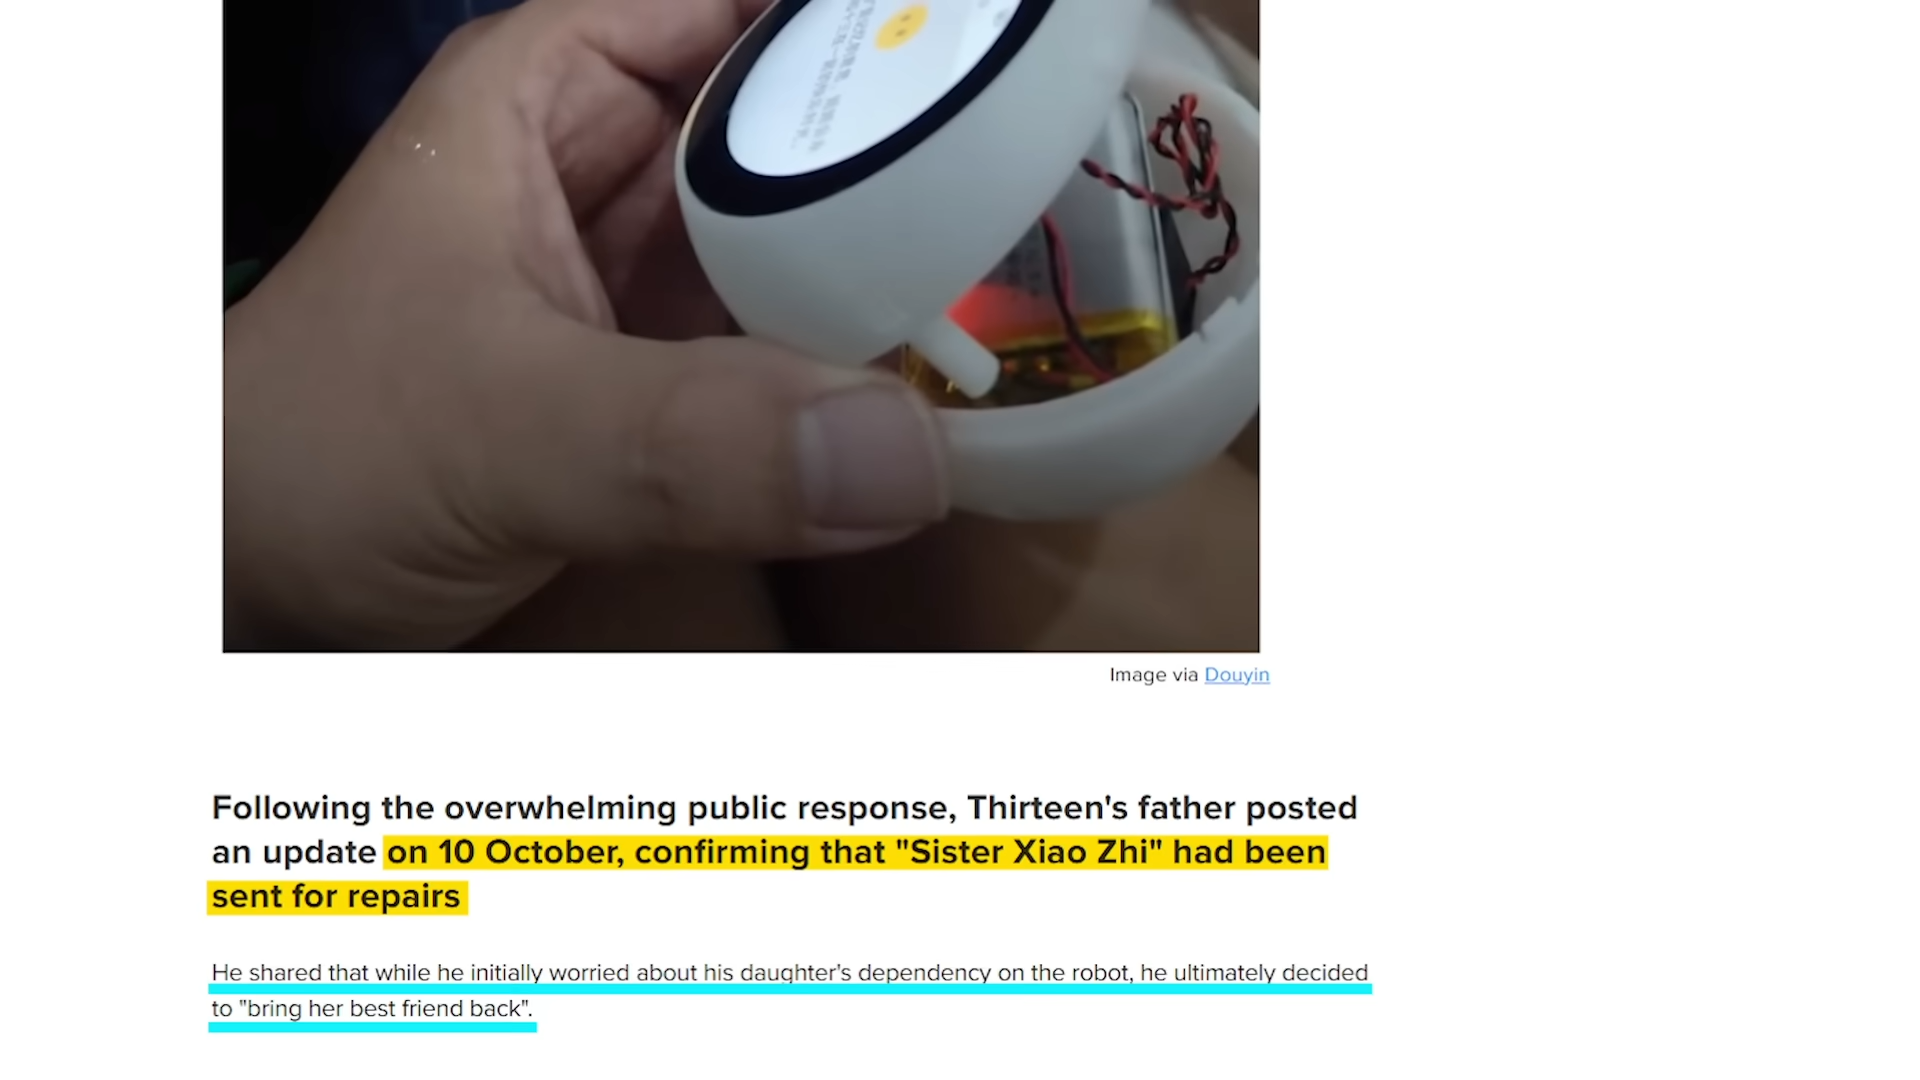 Image via Douyin
Following the overwhelming public response, Thirteen's father posted
an update on 10 October, confirming that "Sister Xiao Zhi" had been
sent for repairs
He shared that while he initially worried about his daughter's dependency on the robot, he ultimately decided
to "bring her best friend back".